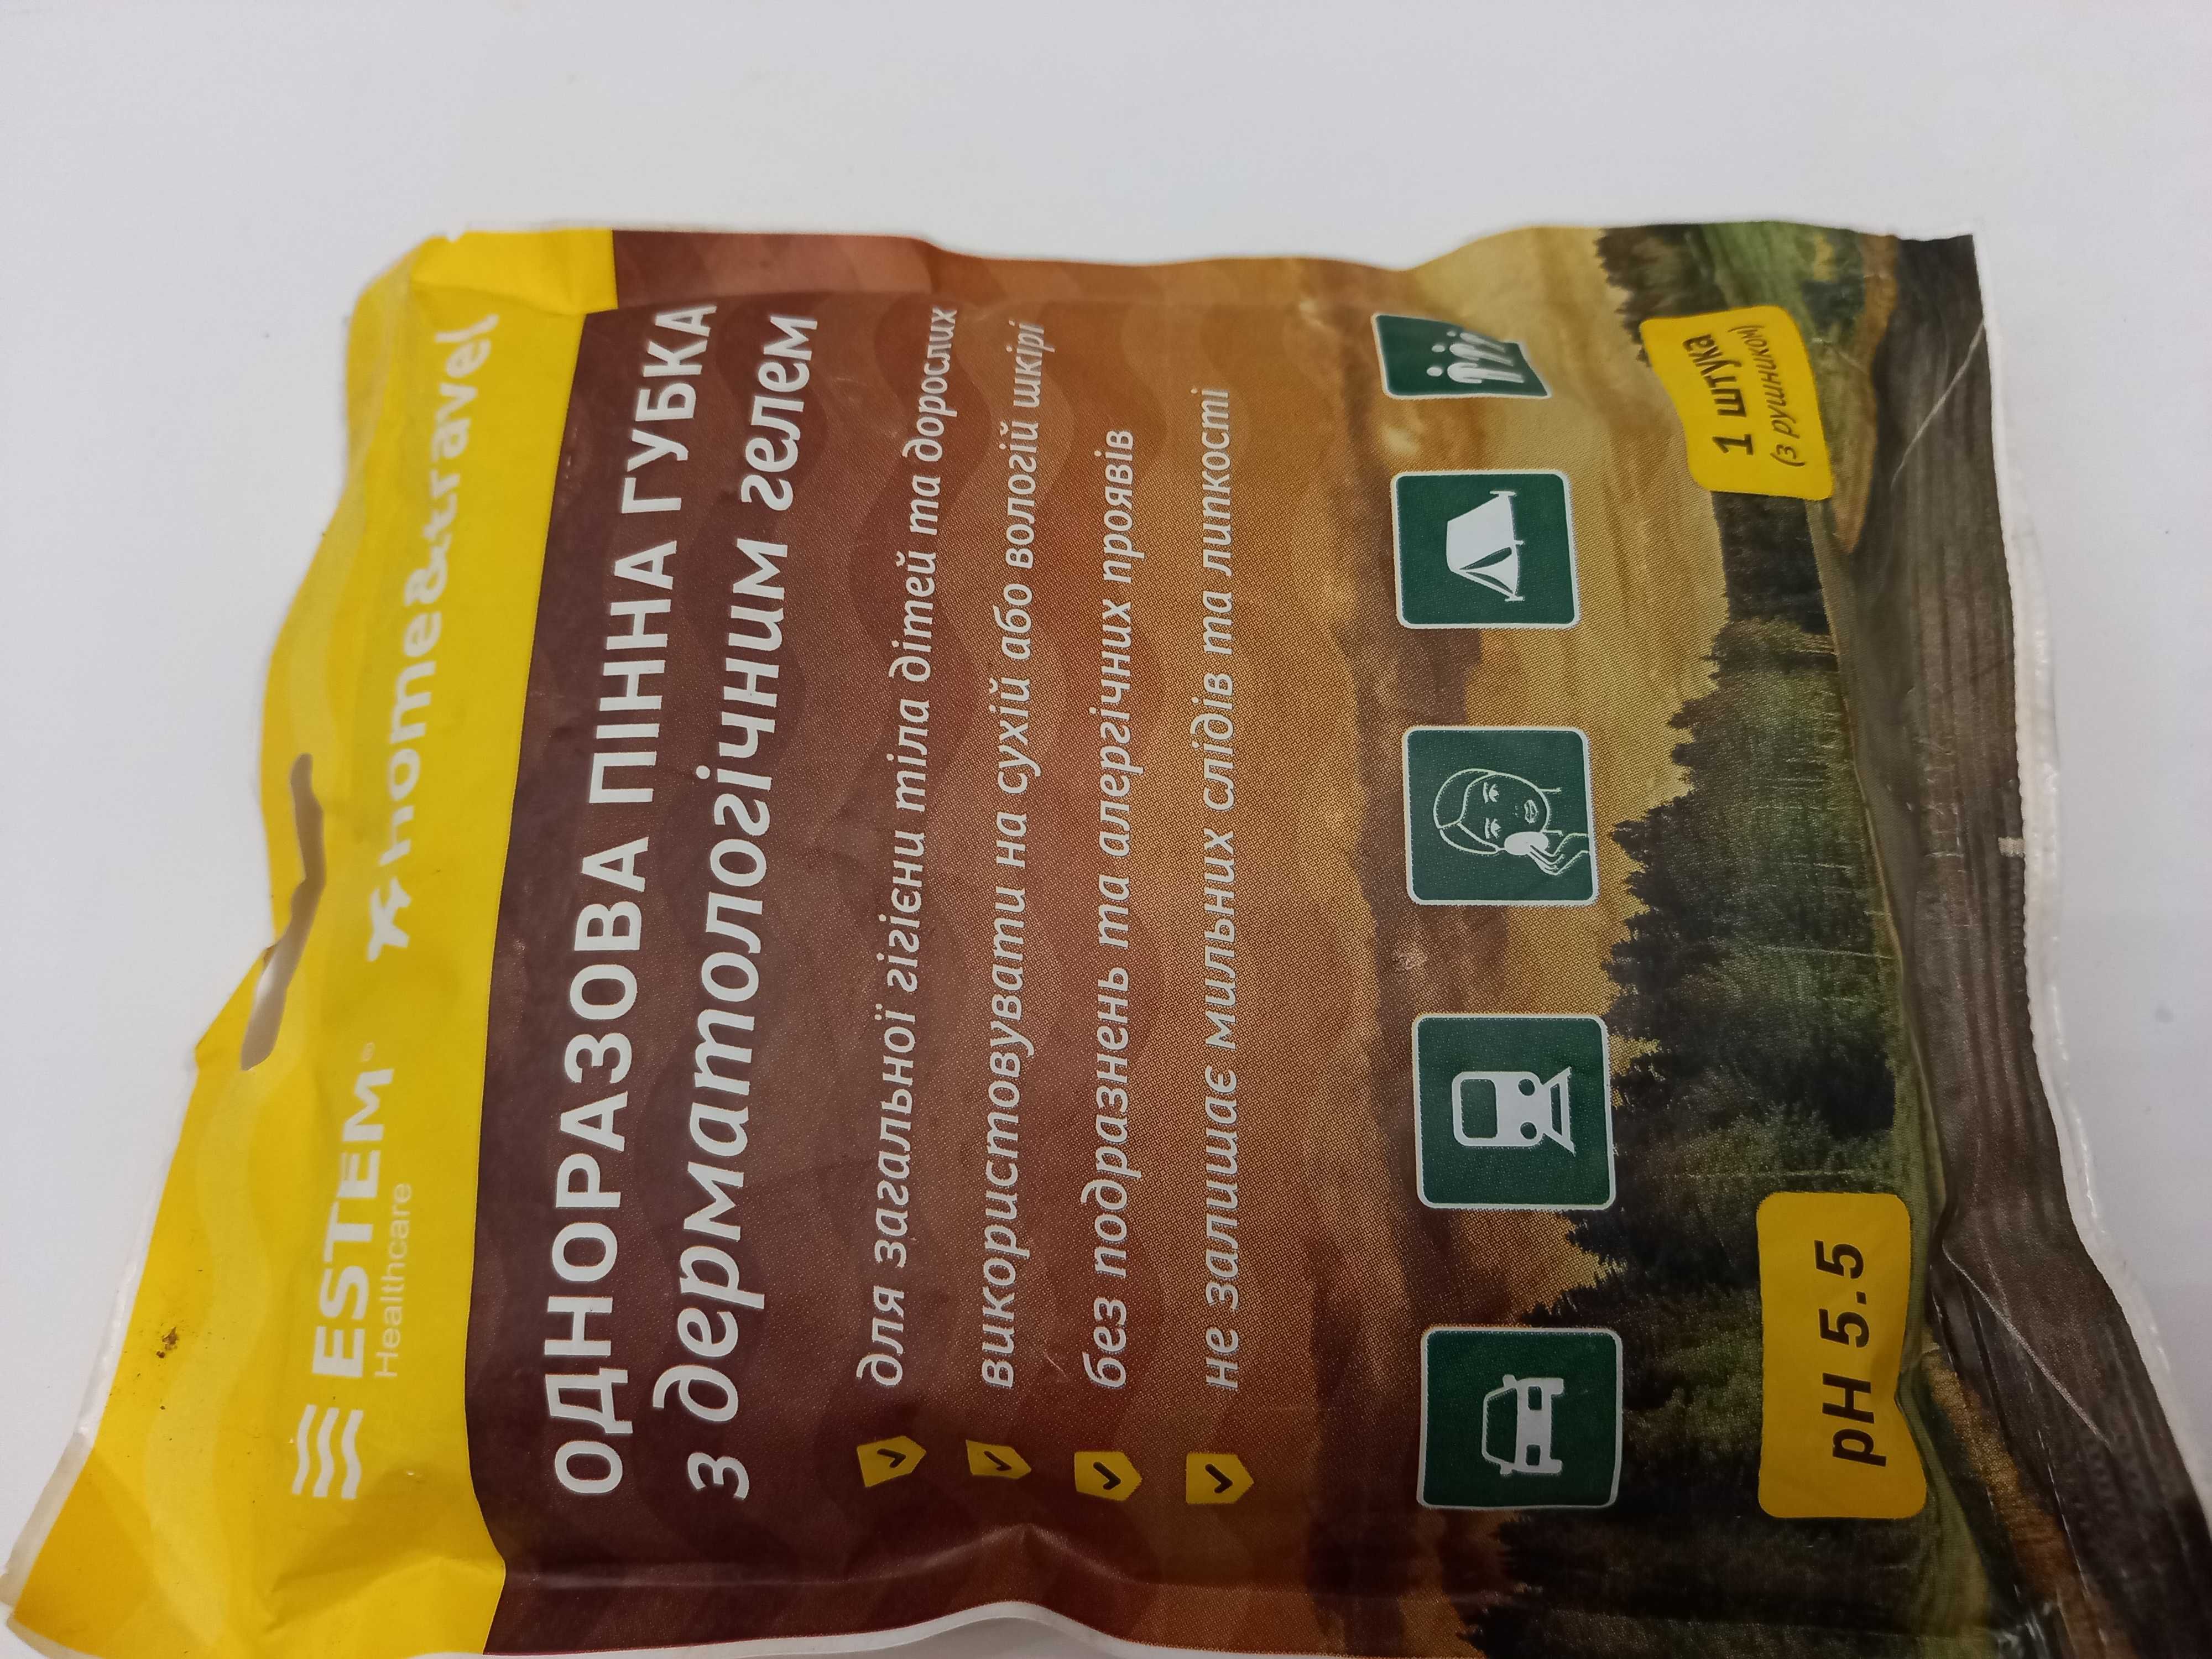 ESTEM®
Healthcare
home&travel
ОДНОРАЗОВА ПІННА ГУБКА
з дерматологічним гелем
для загальної гігієни тіла дітей та дорослих
використовувати на сухій або вологій шкірі
без подразнень та алергічних проявів
не залишає мильних слідів та липкості
pH 5.5
1 штука
(з рушником)